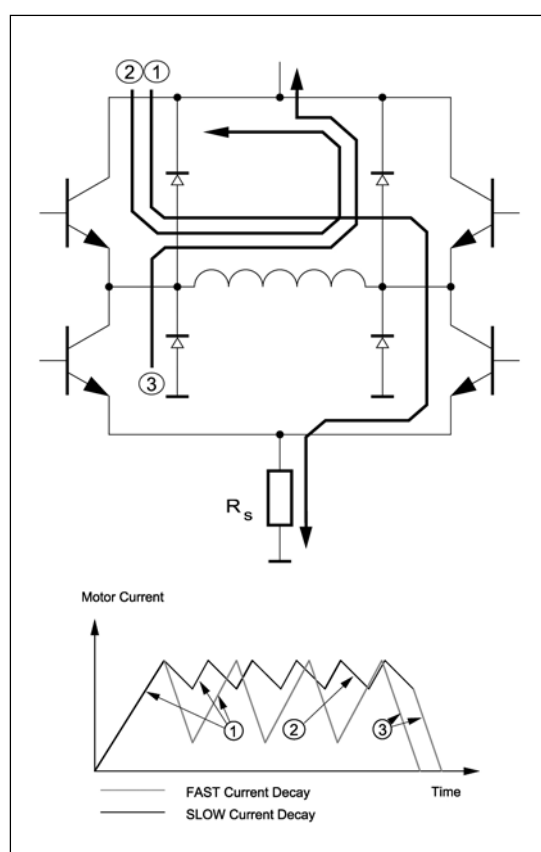 ② ①
③
Rs
Motor Current
① ② ③
FAST Current Decay Time
SLOW Current Decay